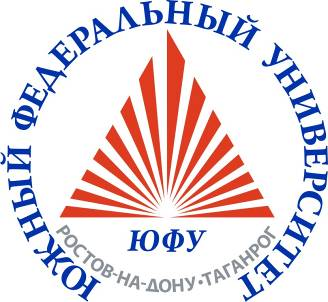 ЮЖНЫЙ ФЕДЕРАЛЬНЫЙ УНИВЕРСИТЕТ
ЮФУ
РОСТОВ-НА-ДОНУ•ТАГАНРОГ